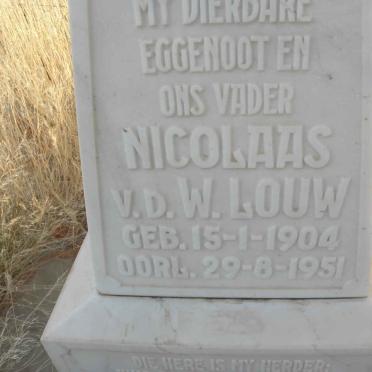 MY DIERBARE
EGGENOOT EN
ONS VADER
NICOLAAS
V.D.W. LOUW
GEB. 15-1-1904
OORL. 29-8-1951
DIE HERE IS MY HERDER: